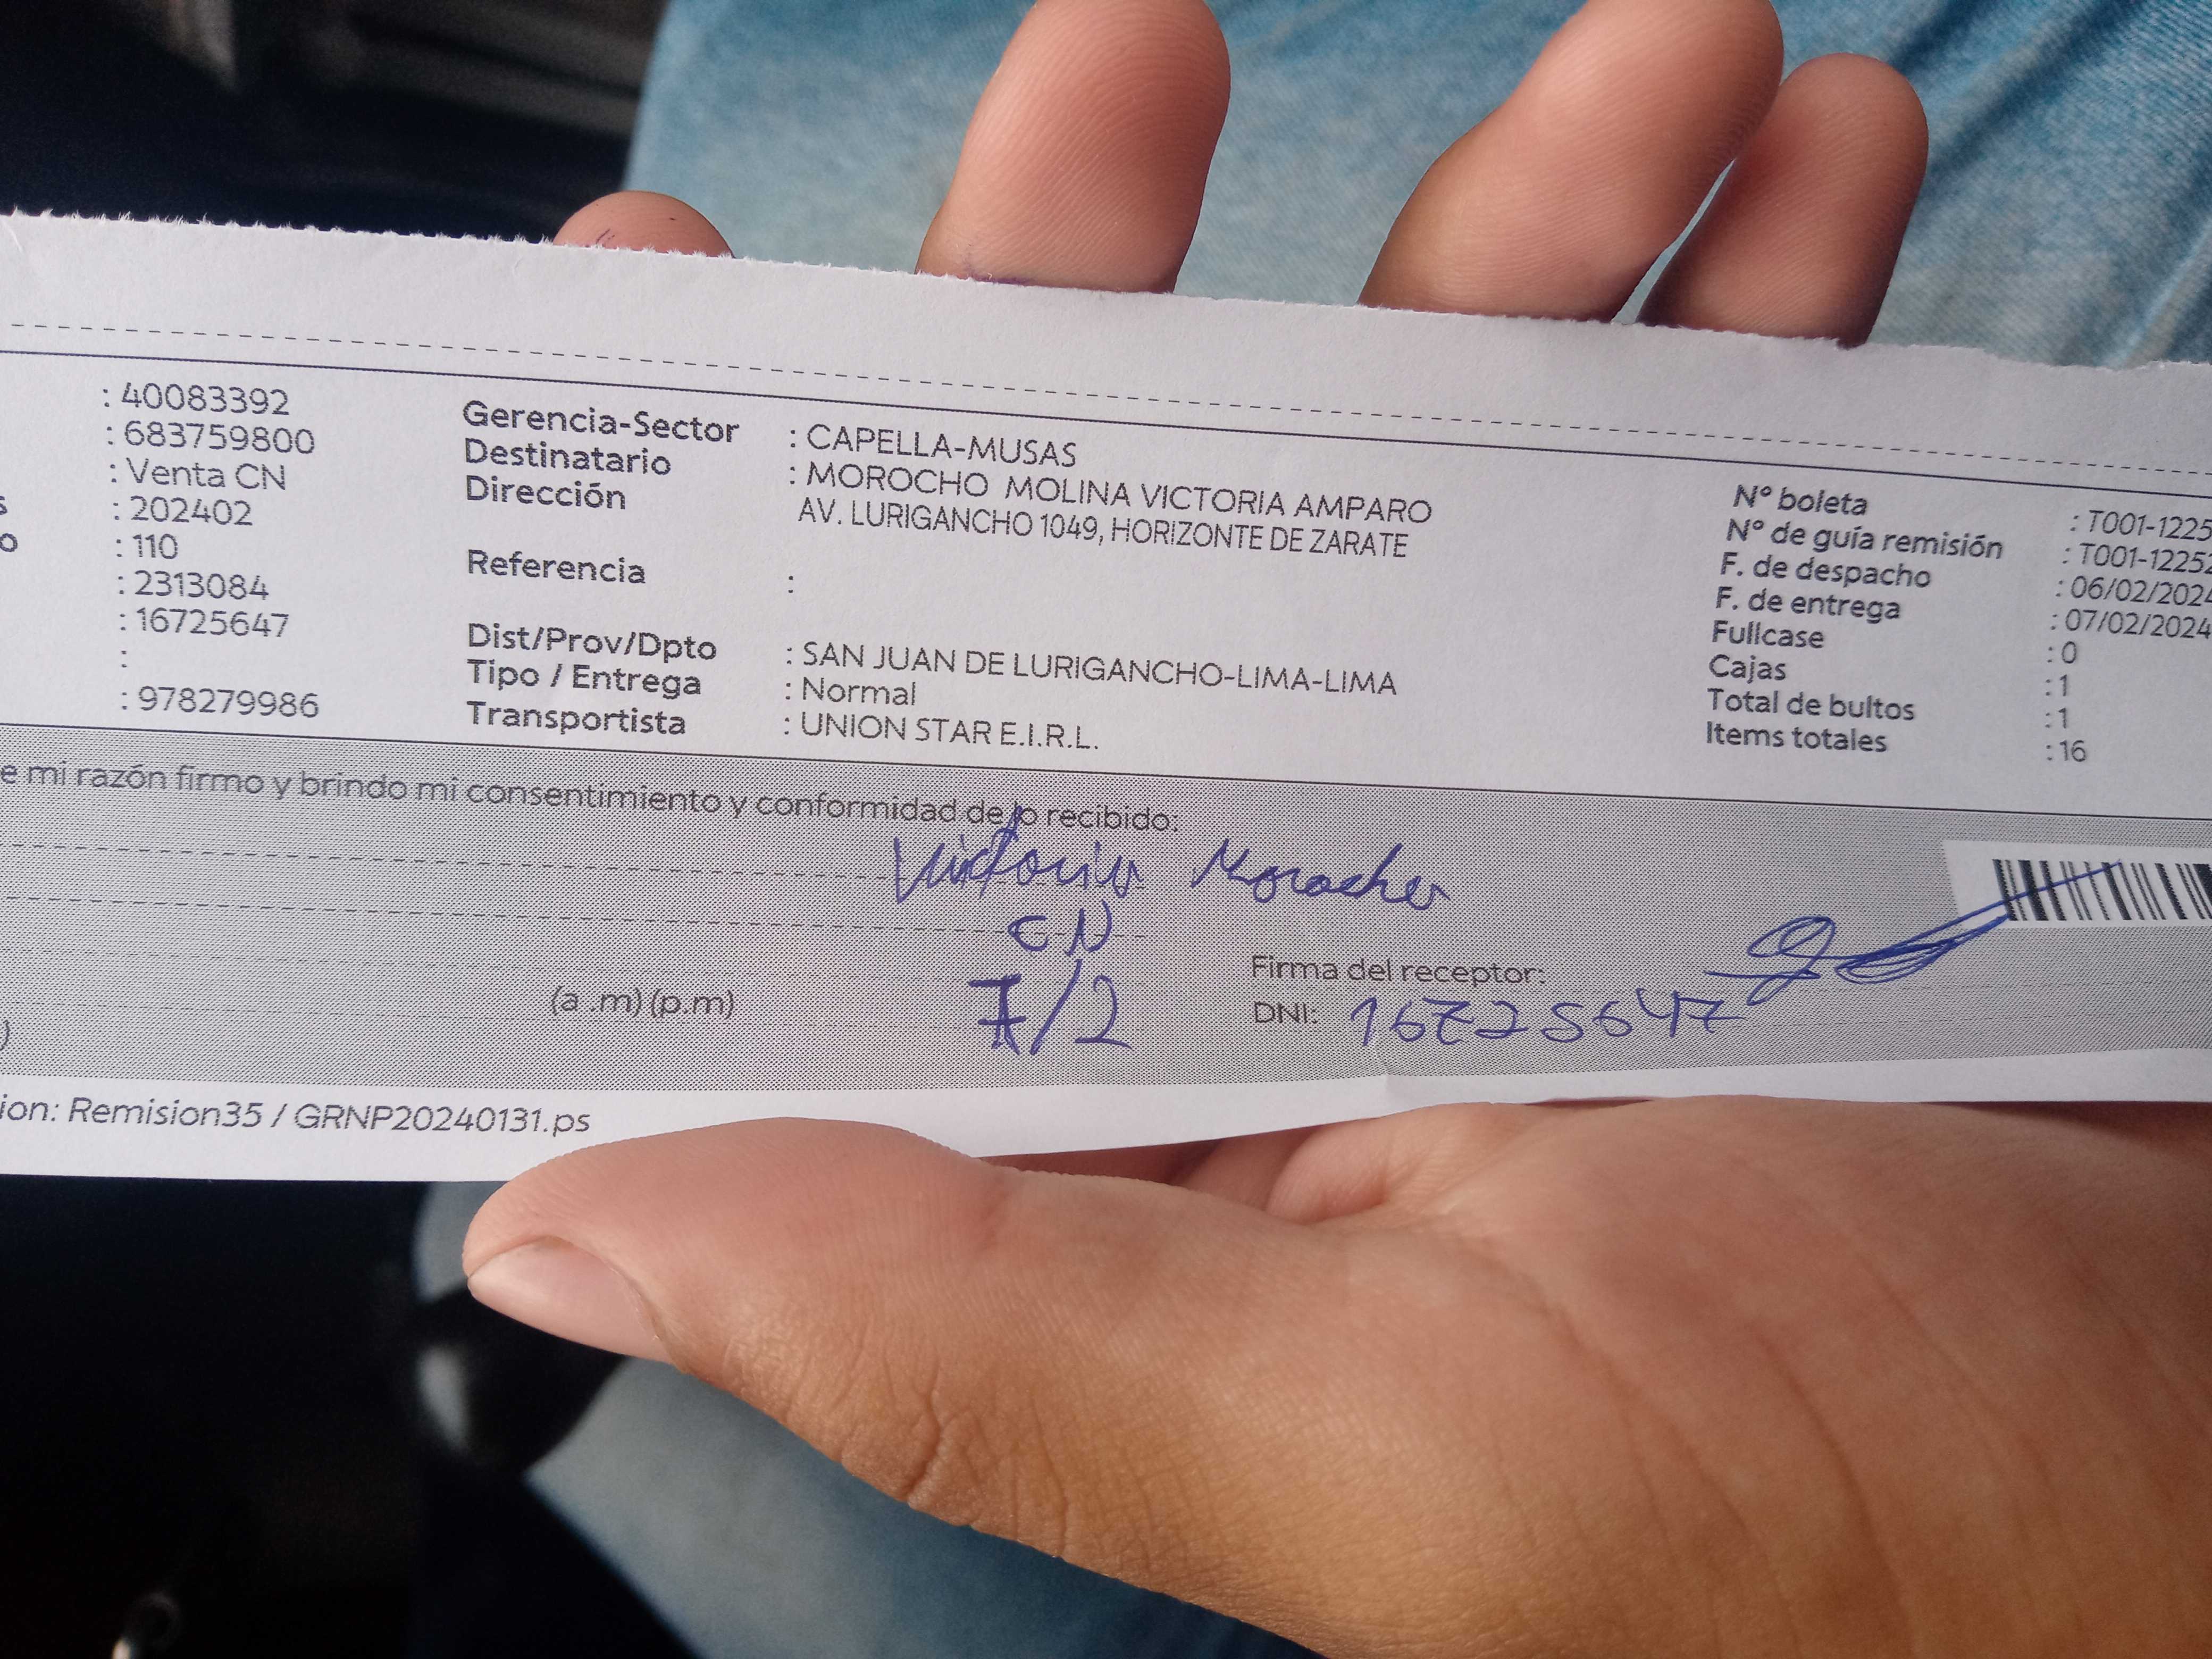 : 40083392
: 683759800
: Venta CN
s : 202402
o : 110
: 2313084
: 16725647
:
: 978279986
Gerencia-Sector : CAPELLA-MUSAS
Destinatario : MOROCHO MOLINA VICTORIA AMPARO
Dirección AV. LURIGANCHO 1049, HORIZONTE DE ZARATE
Referencia :
Dist/Prov/Dpto : SAN JUAN DE LURIGANCHO-LIMA-LIMA
Tipo / Entrega : Normal
Transportista : UNION STAR E.I.R.L.
N° boleta : T001-1225
N° de guía remisión : T001-12252
F. de despacho : 06/02/2024
F. de entrega : 07/02/2024
Fullcase : 0
Cajas : 1
Total de bultos : 1
Items totales : 16
e mi razón firmo y brindo mi consentimiento y conformidad de lo recibido:
Victoria Morocho
CN
(a .m) (p.m) 7/2
Firma del receptor:
DNI: 16725647
)
ion: Remision35 / GRNP20240131.ps